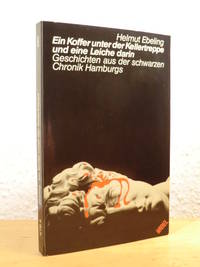 Helmut Ebeling
Ein Koffer unter der Kellertreppe
und eine Leiche darin
Geschichten aus der schwarzen
Chronik Hamburgs